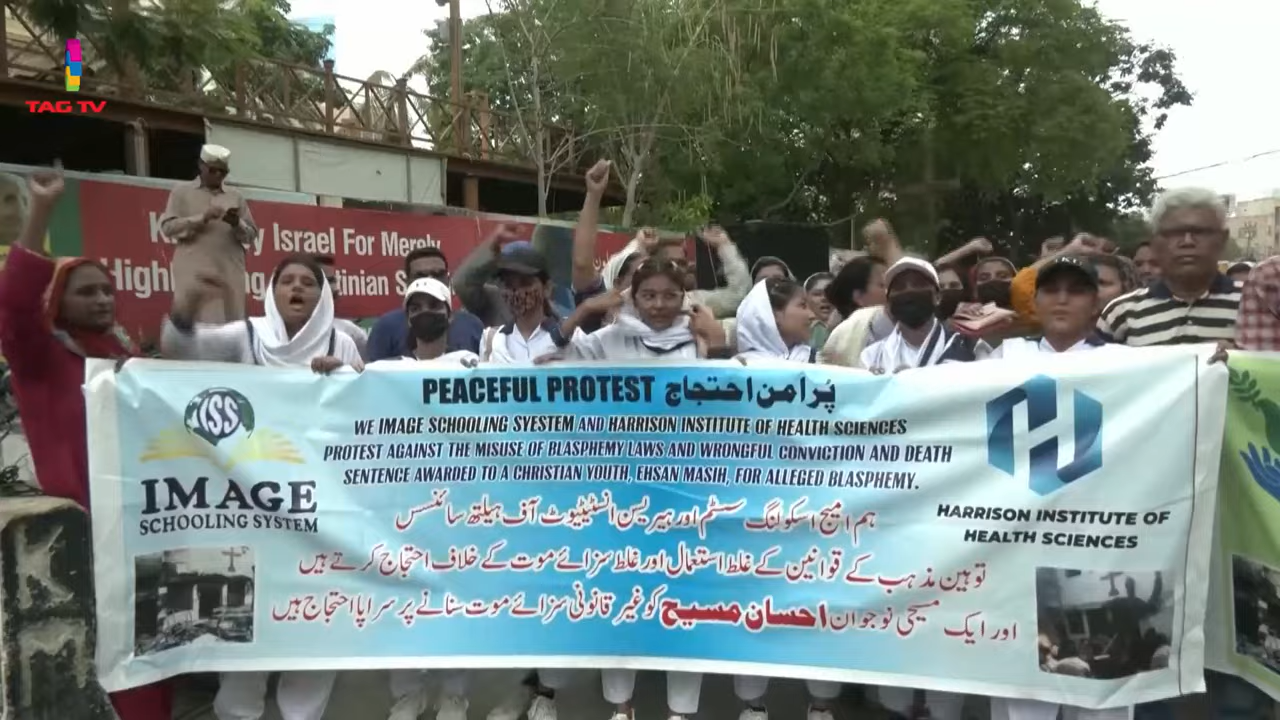 TAG TV
Israel For Merely
PEACEFUL PROTEST پُرامن احتجاج
ISS
IMAGE
SCHOOLING SYSTEM
WE IMAGE SCHOOLING SYESTEM AND HARRISON INSTITUTE OF HEALTH SCIENCES
PROTEST AGAINST THE MISUSE OF BLASPHEMY LAWS AND WRONGFUL CONVICTION AND DEATH
SENTENCE AWARDED TO A CHRISTIAN YOUTH, EHSAN MASIH, FOR ALLEGED BLASPHEMY.
ہم امیج اسکولنگ سسٹم اور ہیریسن انسٹیٹیوٹ آف ہیلتھ سائنسس
توہین مذہب کے قوانین کے غلط استعمال اور غلط سزائے موت کے خلاف احتجاج کرتے ہیں
اور ایک مسیحی نوجوان احسان مسیح کو غیر قانونی سزائے موت سنانے پر سراپا احتجاج ہیں
HARRISON INSTITUTE OF
HEALTH SCIENCES